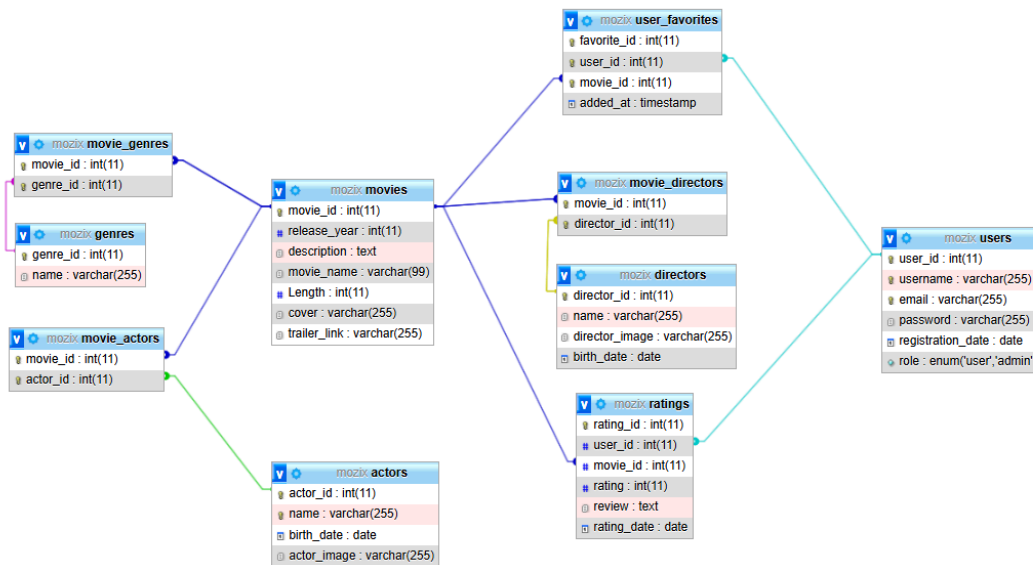 mozix user_favorites
favorite_id : int(11)
user_id : int(11)
movie_id : int(11)
added_at : timestamp
mozix movie_genres
movie_id : int(11)
genre_id : int(11)
mozix genres
genre_id : int(11)
name : varchar(255)
mozix movie_actors
movie_id : int(11)
actor_id : int(11)
mozix movies
movie_id : int(11)
release_year : int(11)
description : text
movie_name : varchar(99)
Length : int(11)
cover : varchar(255)
trailer_link : varchar(255)
mozix actors
actor_id : int(11)
name : varchar(255)
birth_date : date
actor_image : varchar(255)
mozix movie_directors
movie_id : int(11)
director_id : int(11)
mozix directors
director_id : int(11)
name : varchar(255)
director_image : varchar(255)
birth_date : date
mozix ratings
rating_id : int(11)
user_id : int(11)
movie_id : int(11)
rating : int(11)
review : text
rating_date : date
mozix users
user_id : int(11)
username : varchar(255)
email : varchar(255)
password : varchar(255)
registration_date : date
role : enum('user','admin'